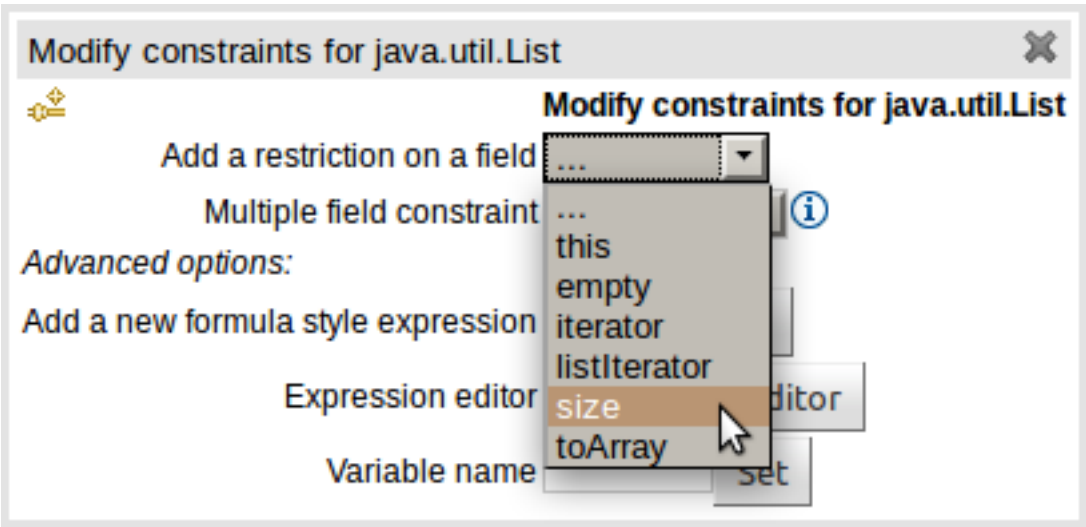 Modify constraints for java.util.List
Modify constraints for java.util.List
Add a restriction on a field ...
Multiple field constraint ...
this
Advanced options:
empty
Add a new formula style expression iterator
listIterator
Expression editor size ditor
toArray
Variable name Set